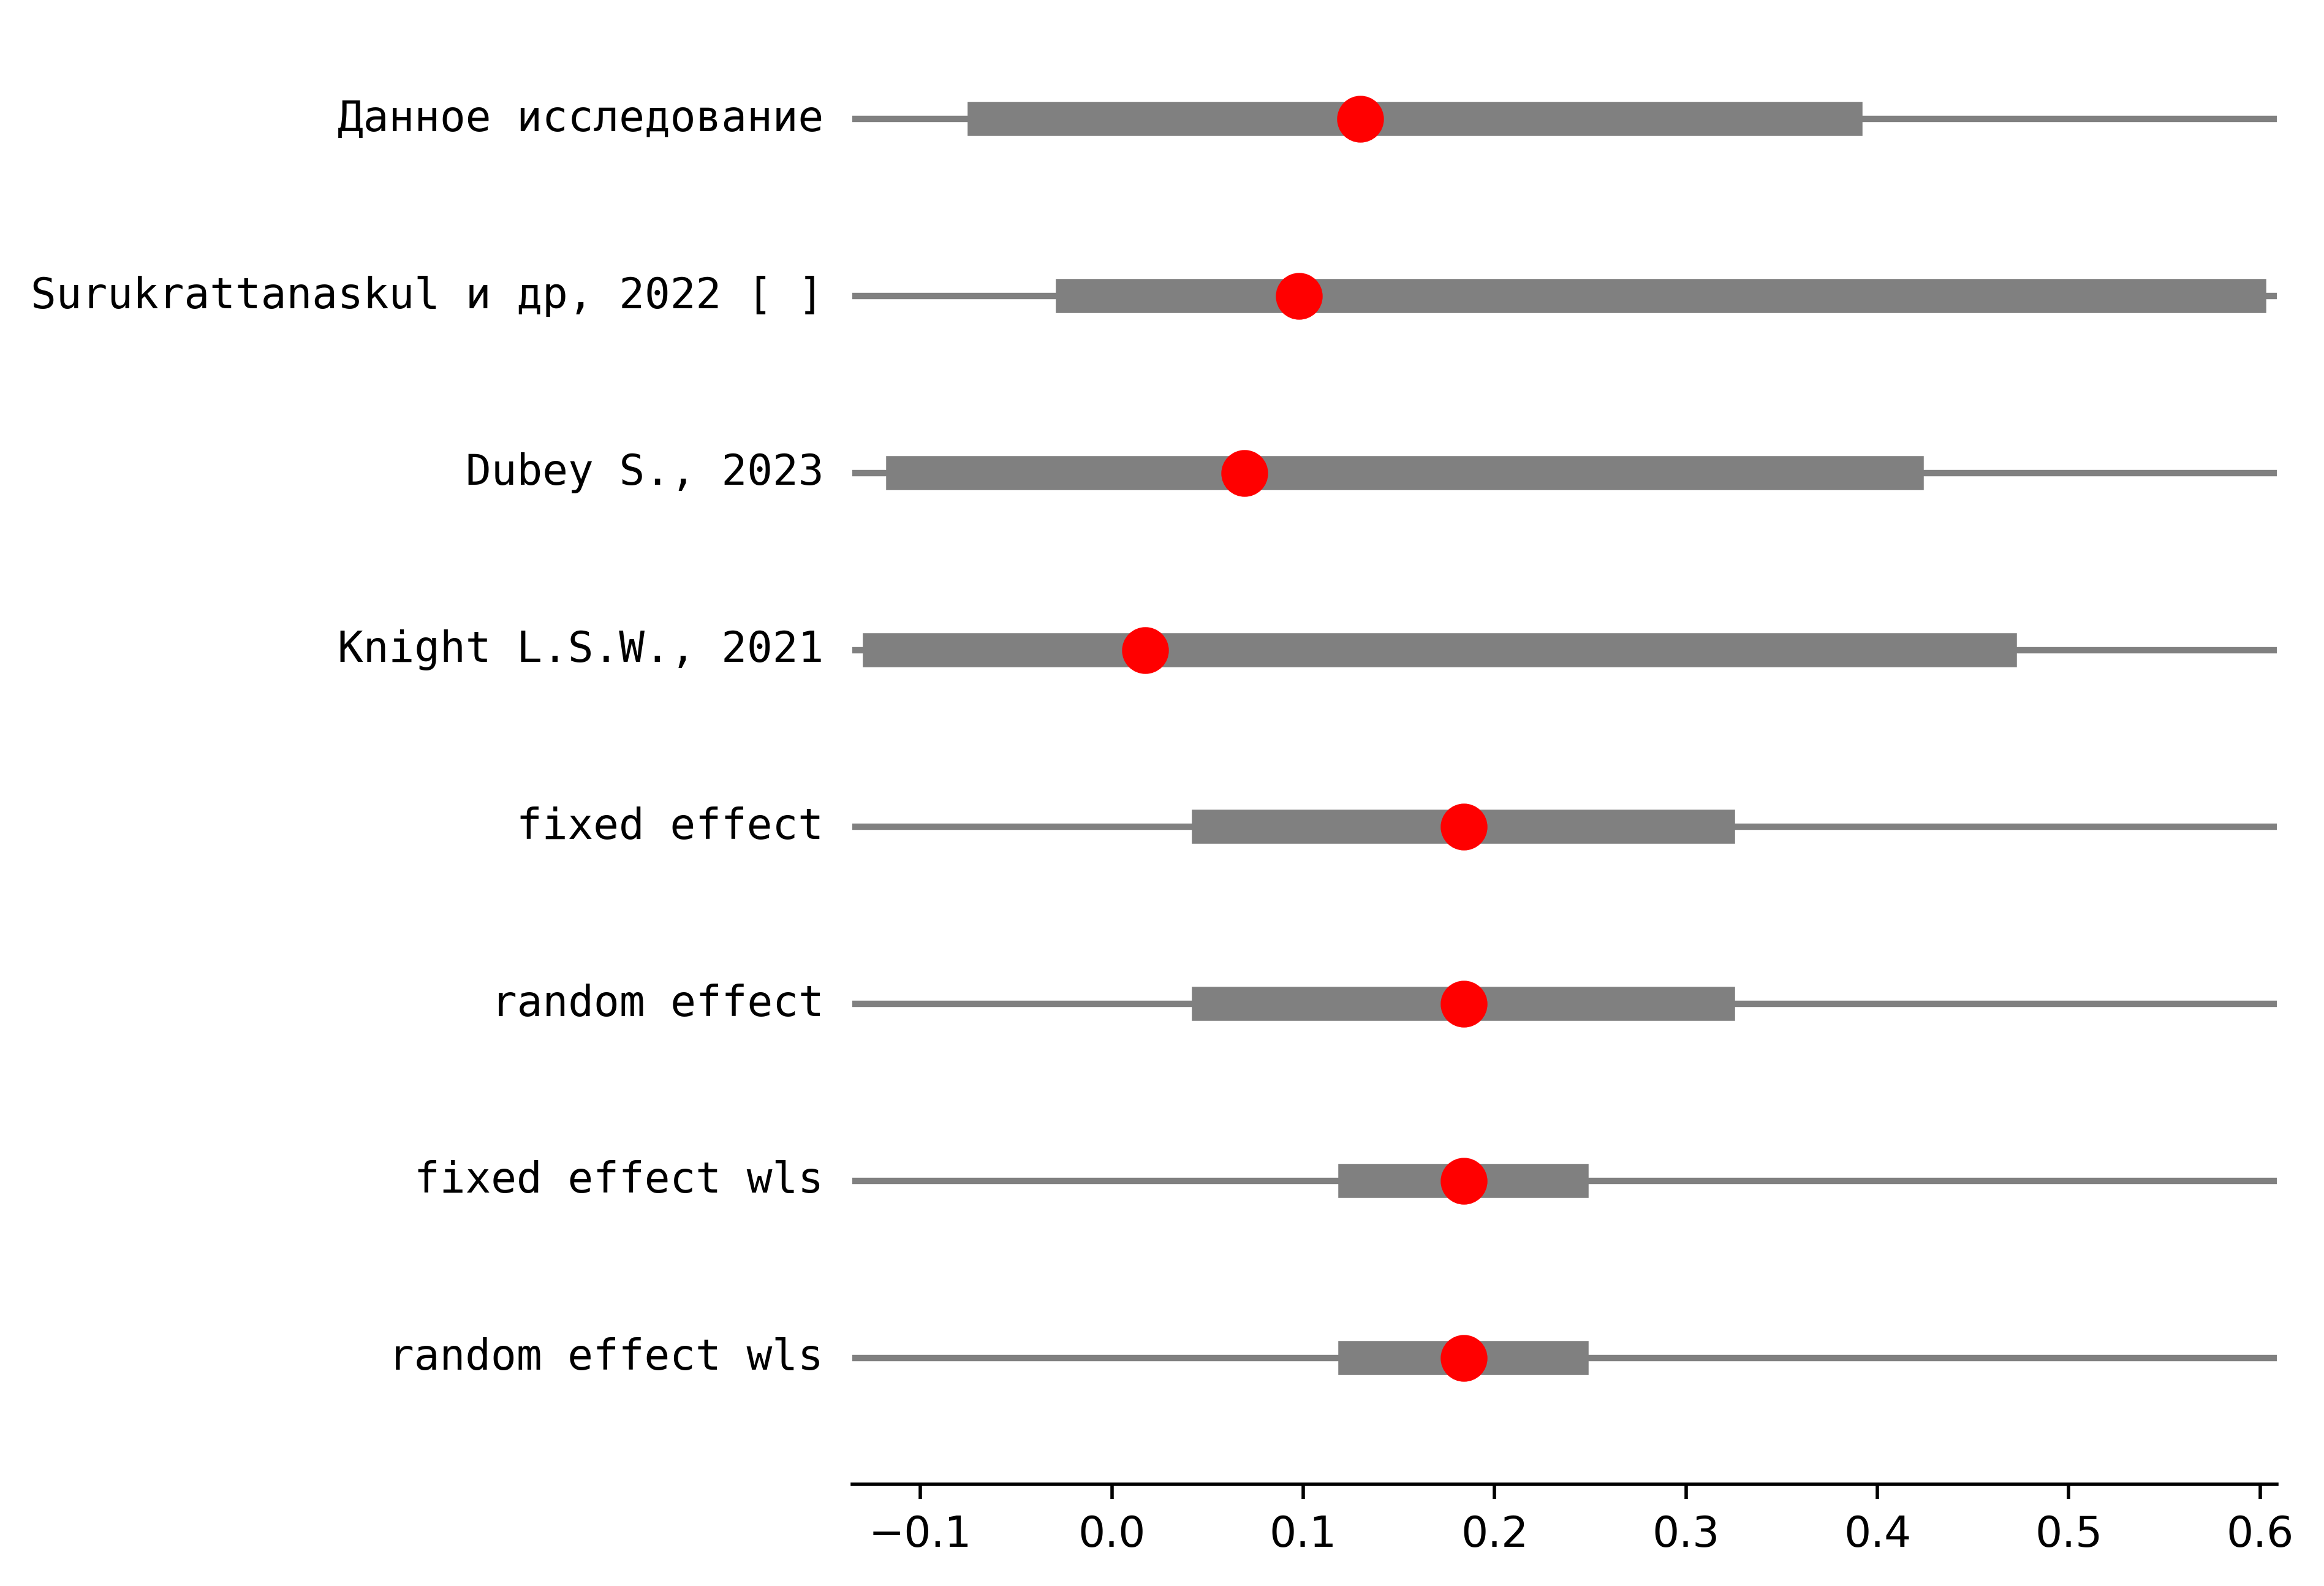 Данное исследование
Surukrattanaskul и др, 2022 [ ]
Dubey S., 2023
Knight L.S.W., 2021
fixed effect
random effect
fixed effect wls
random effect wls
−0.1 0.0 0.1 0.2 0.3 0.4 0.5 0.6